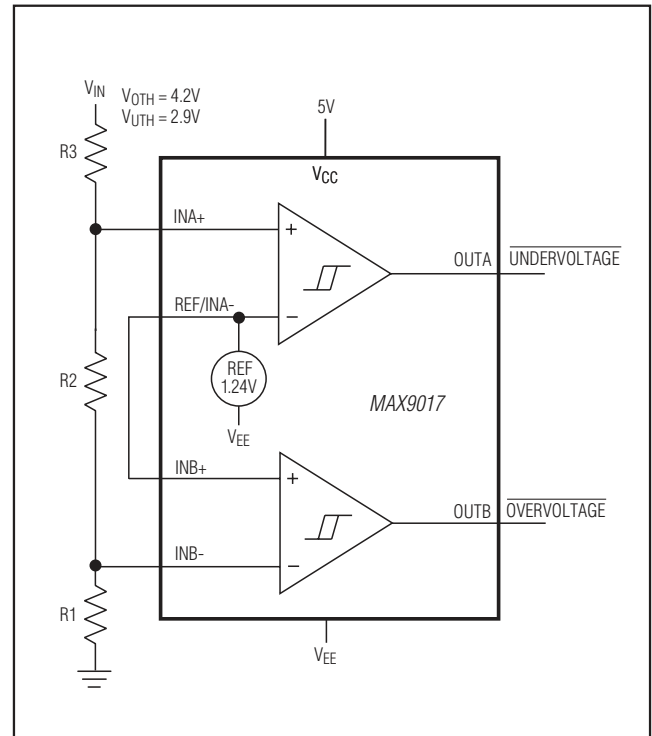 VIN
VOTH = 4.2V
VUTH = 2.9V
5V
R3
VCC
INA+
+
OUTA
UNDERVOLTAGE
REF/INA-
−
REF
1.24V
R2
MAX9017
VEE
INB+
+
OUTB
OVERVOLTAGE
INB-
−
R1
VEE